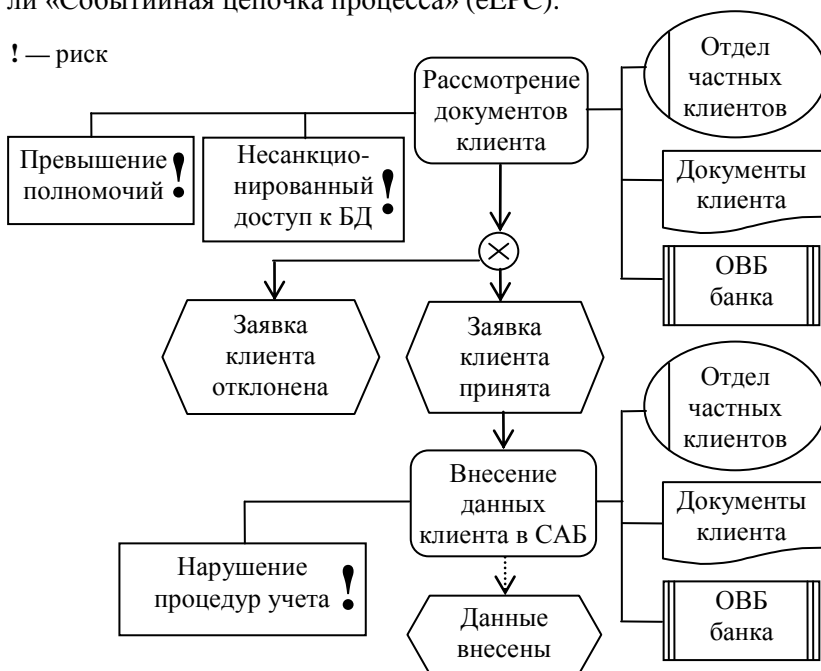 ли «Событийная цепочка процесса» (eEPC).
! — риск
Рассмотрение
документов
клиента
Отдел
частных
клиентов
Превышение
полномочий !
Несанкцио-
нированный
доступ к БД !
Документы
клиента
ОВБ
банка
Заявка
клиента
отклонена
Заявка
клиента
принята
Отдел
частных
клиентов
Внесение
данных
клиента в САБ
Документы
клиента
Нарушение
процедур учета !
ОВБ
банка
Данные
внесены